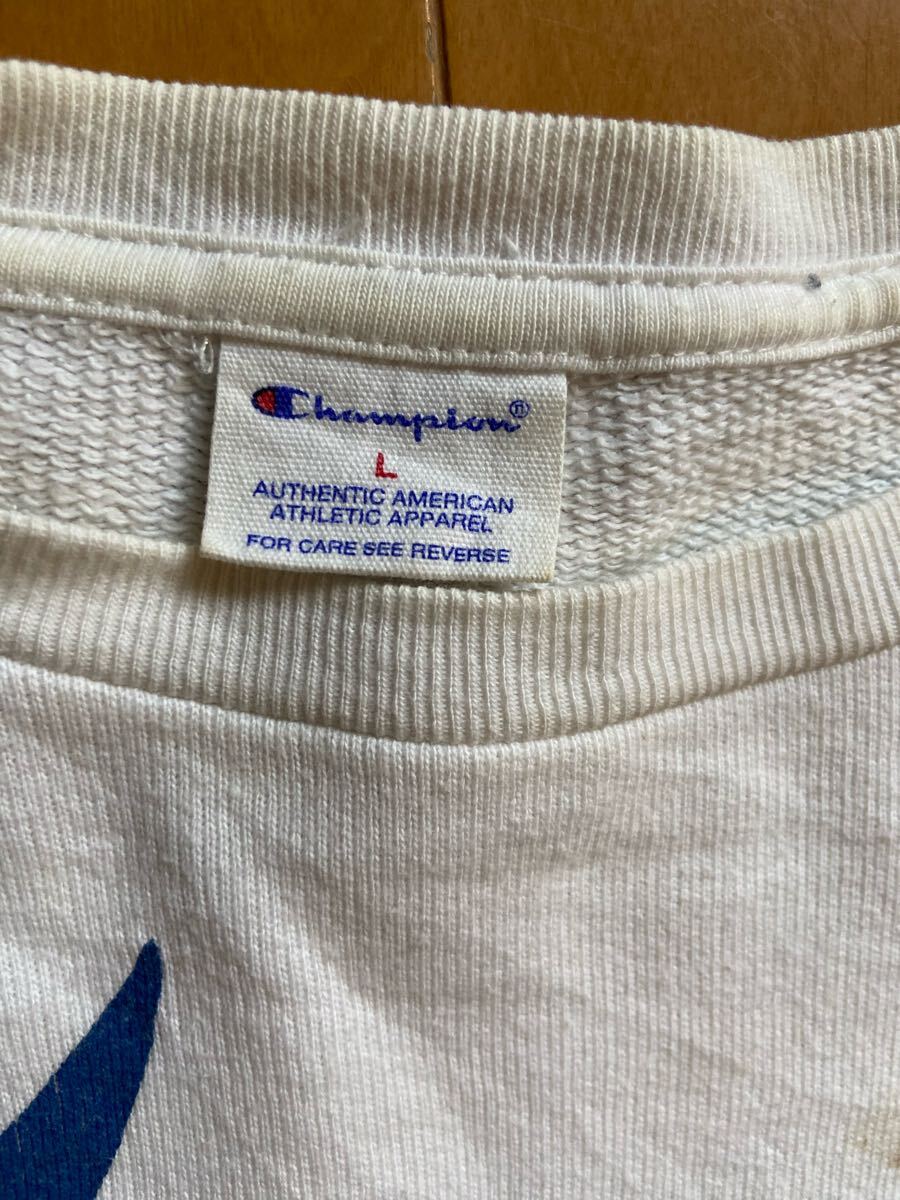 Champion®
L
AUTHENTIC AMERICAN
ATHLETIC APPAREL
FOR CARE SEE REVERSE